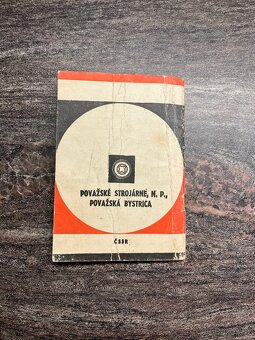 POVAŽSKÉ STROJÁRNE, N. P.,
POVAŽSKÁ BYSTRICA
ČSSR